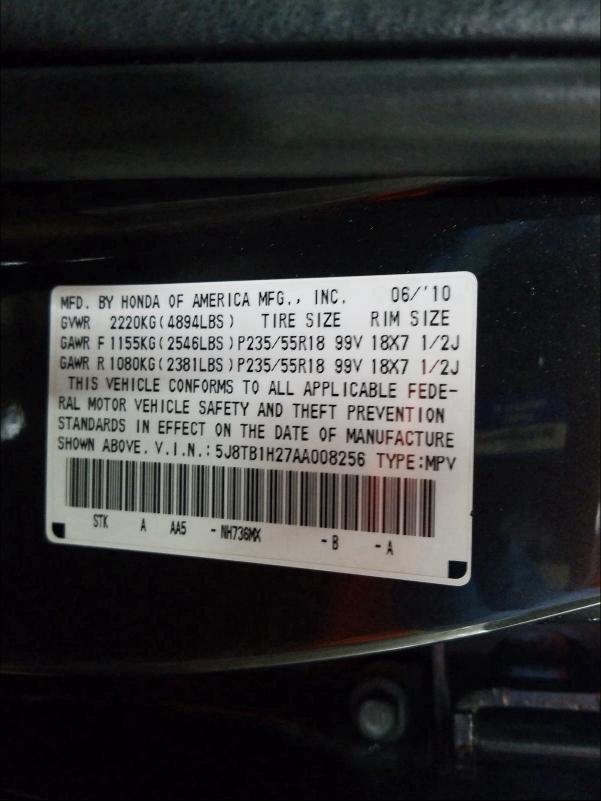 MFD. BY HONDA OF AMERICA MFG., INC. 06/'10
GVWR 2220KG(4894LBS) TIRE SIZE RIM SIZE
GAWR F 1155KG(2546LBS)P235/55R18 99V 18X7 1/2J
GAWR R 1080KG(2381LBS)P235/55R18 99V 18X7 1/2J
THIS VEHICLE CONFORMS TO ALL APPLICABLE FEDE-
RAL MOTOR VEHICLE SAFETY AND THEFT PREVENTION
STANDARDS IN EFFECT ON THE DATE OF MANUFACTURE
SHOWN ABOVE. V.I.N.:5J8TB1H27AA008256 TYPE:MPV
STK A AA5 -NH736MX -B -A